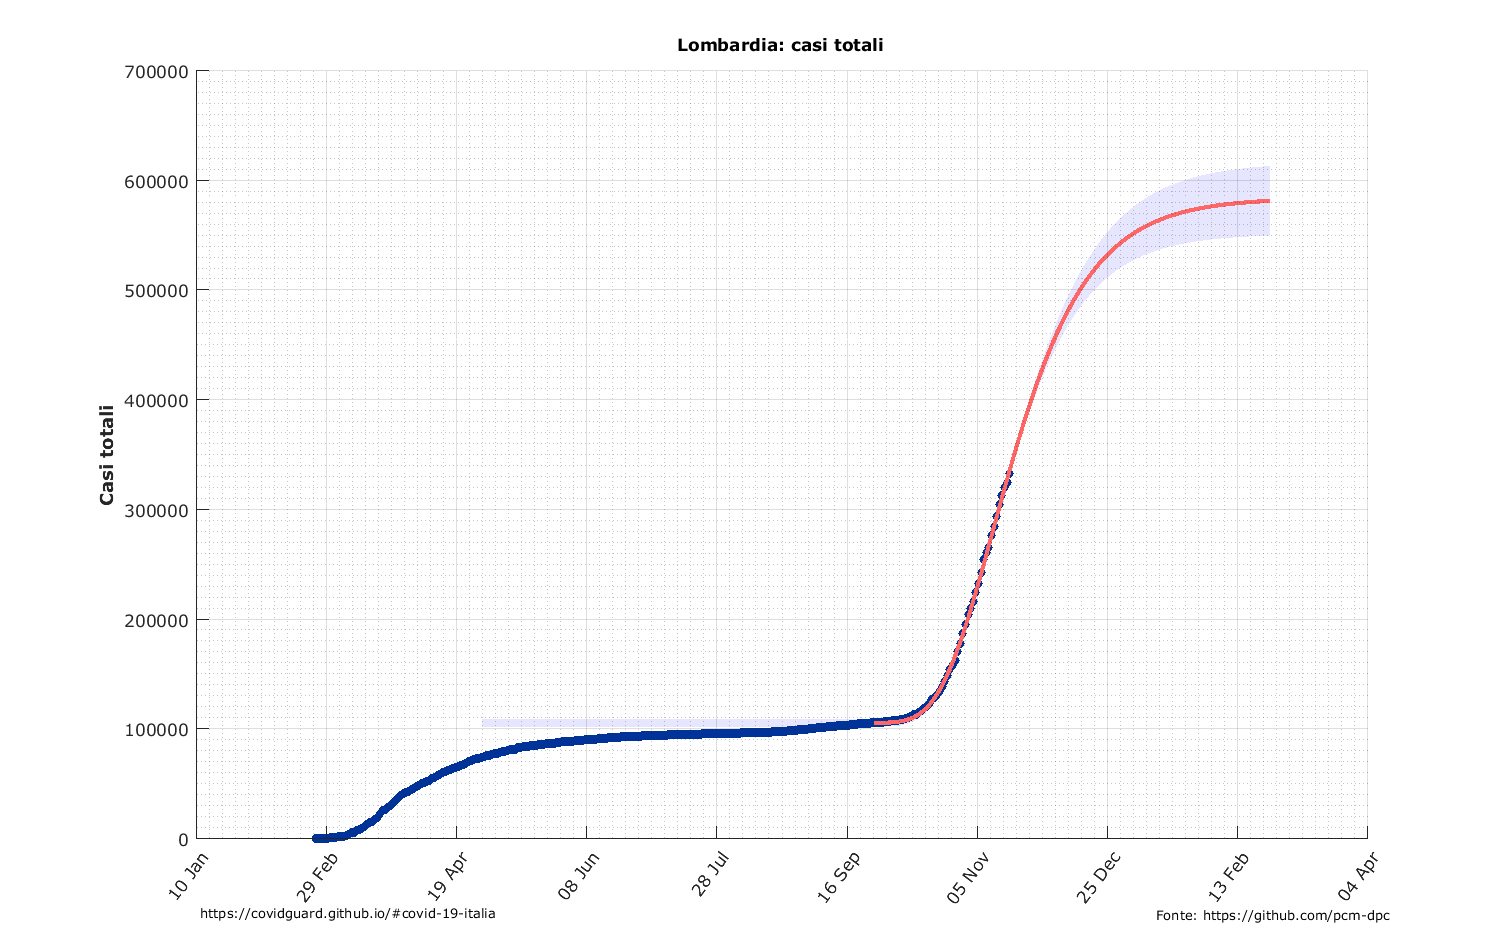 Lombardia: casi totali
700000
600000
500000
400000
300000
200000
100000
0
Casi totali
10 Jan
29 Feb
19 Apr
08 Jun
28 Jul
16 Sep
05 Nov
25 Dec
13 Feb
04 Apr
https://covidguard.github.io/#covid-19-italia
Fonte: https://github.com/pcm-dpc